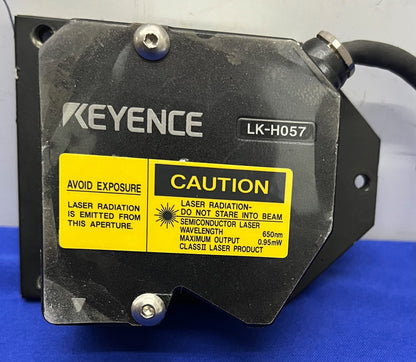 KEYENCE
LK-H057
AVOID EXPOSURE
LASER RADIATION
IS EMITTED FROM
THIS APERTURE.
CAUTION
LASER RADIATION-
DO NOT STARE INTO BEAM
SEMICONDUCTOR LASER
WAVELENGTH 650nm
MAXIMUM OUTPUT 0.95mW
CLASSⅡ LASER PRODUCT